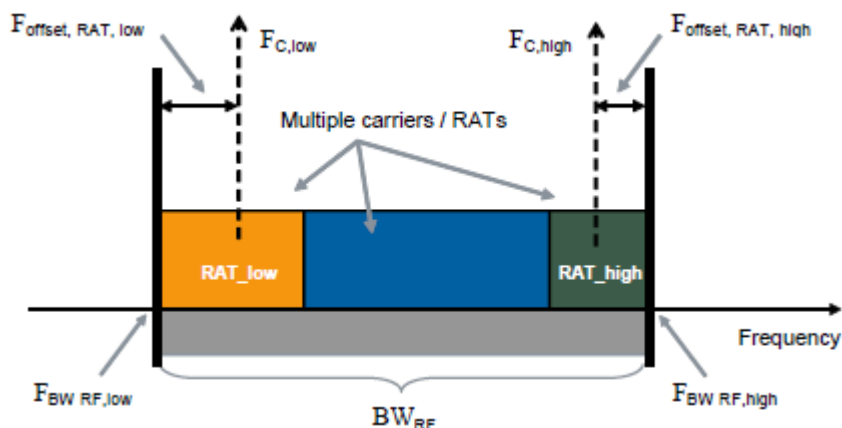 Foffset, RAT, low
FC,low
FC,high
Foffset, RAT, high
Multiple carriers / RATs
RAT_low
RAT_high
Frequency
FBW RF,low
BWRF
FBW RF,high